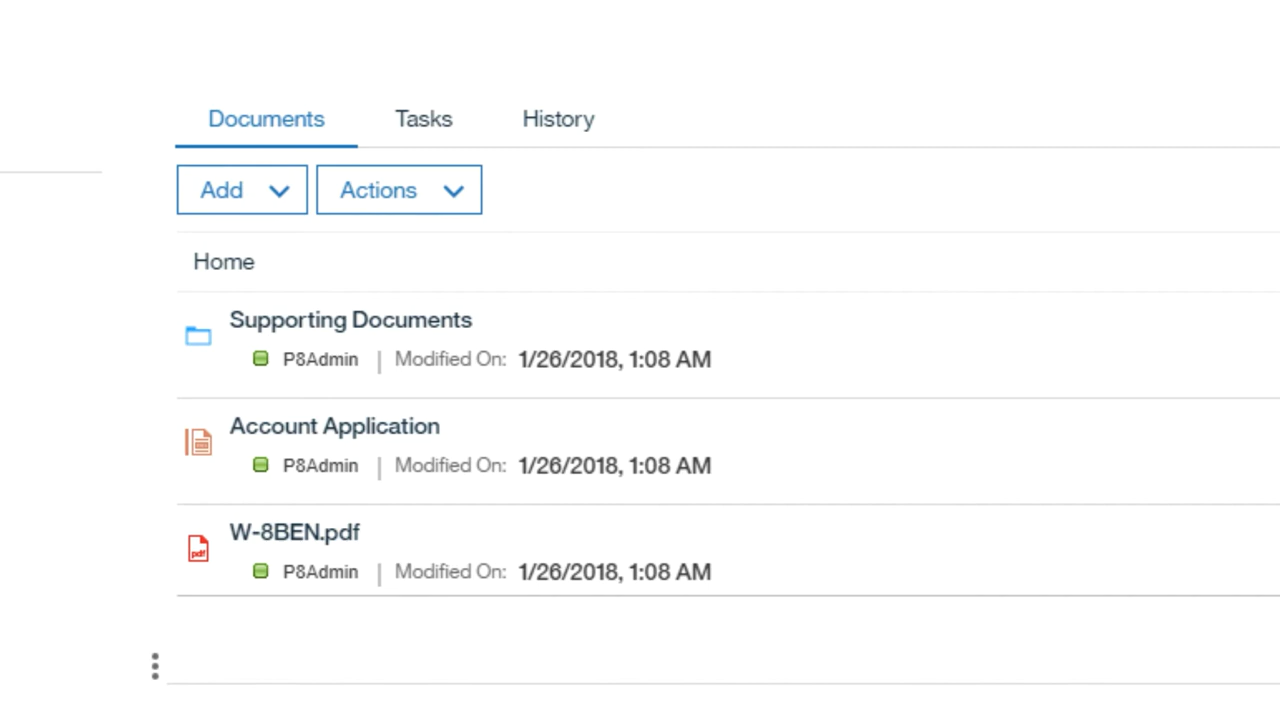 Documents Tasks History
Add Actions
Home
Supporting Documents
P8Admin | Modified On: 1/26/2018, 1:08 AM
Account Application
P8Admin | Modified On: 1/26/2018, 1:08 AM
W-8BEN.pdf
pdf
P8Admin | Modified On: 1/26/2018, 1:08 AM